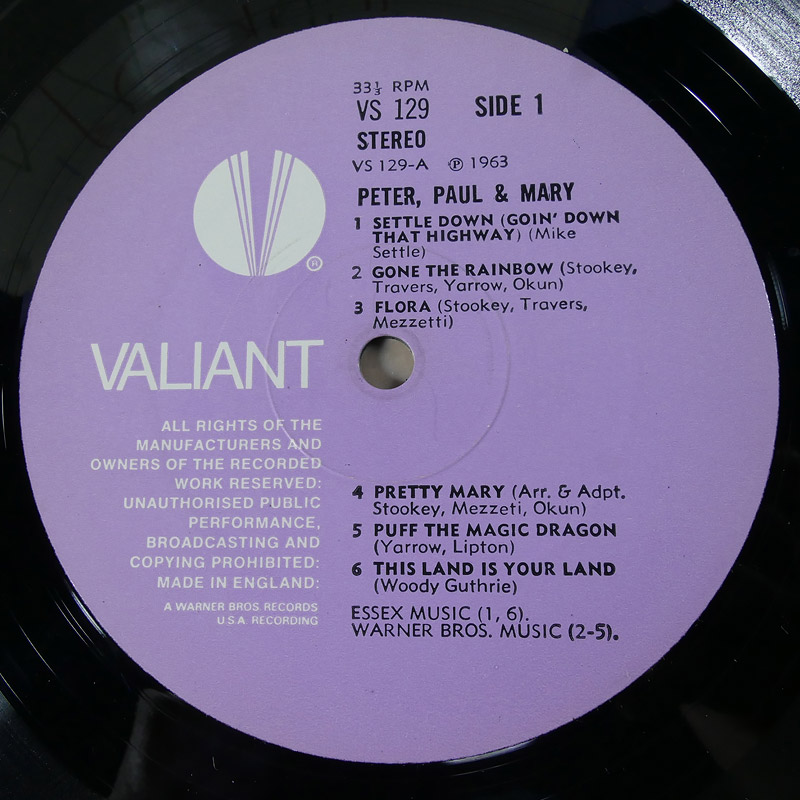 33⅓ RPM
VS 129 SIDE 1
STEREO
VS 129-A ℗ 1963
PETER, PAUL & MARY
1 SETTLE DOWN (GOIN' DOWN
THAT HIGHWAY) (Mike
Settle)
2 GONE THE RAINBOW (Stookey,
Travers, Yarrow, Okun)
3 FLORA (Stookey, Travers,
Mezzetti)
®
VALIANT
ALL RIGHTS OF THE
MANUFACTURERS AND
OWNERS OF THE RECORDED
WORK RESERVED:
UNAUTHORISED PUBLIC
PERFORMANCE,
BROADCASTING AND
COPYING PROHIBITED:
MADE IN ENGLAND:
A WARNER BROS RECORDS
U.S.A. RECORDING
4 PRETTY MARY (Arr. & Adpt.
Stookey, Mezzeti, Okun)
5 PUFF THE MAGIC DRAGON
(Yarrow, Lipton)
6 THIS LAND IS YOUR LAND
(Woody Guthrie)
ESSEX MUSIC (1, 6).
WARNER BROS. MUSIC (2-5).